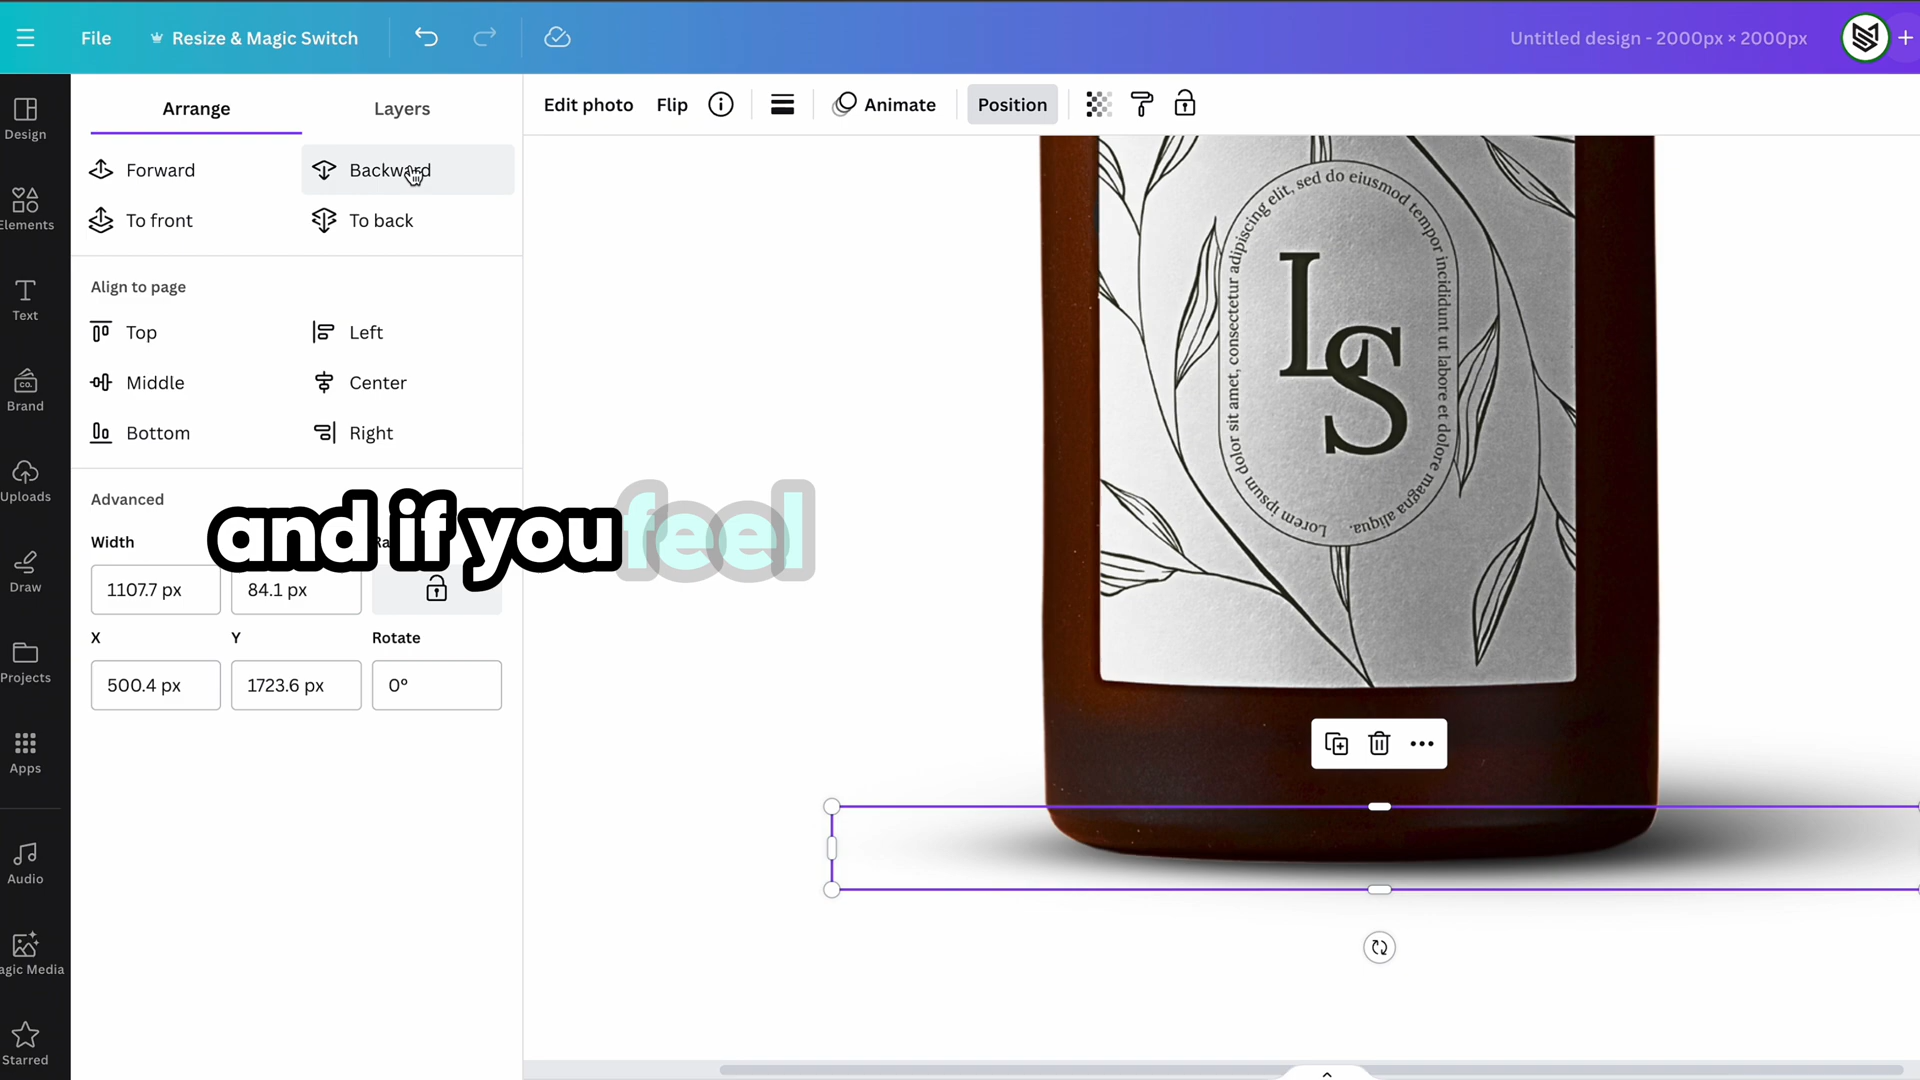 File
Resize & Magic Switch
Untitled design - 2000px × 2000px
Design
Elements
Text
Brand
Uploads
Draw
Projects
Apps
Audio
agic Media
Starred
Arrange
Layers
Forward
Backward
To front
To back
Align to page
Top
Left
Middle
Center
Bottom
Right
Advanced
Width
Ra
1107.7 px
84.1 px
X
Y
Rotate
500.4 px
1723.6 px
0°
and if you feel
Edit photo
Flip
Animate
Position
Lorem ipsum dolor sit amet, consectetur adipiscing elit, sed do eiusmod tempor incididunt ut labore et dolore magna aliqua.
LS
CO.